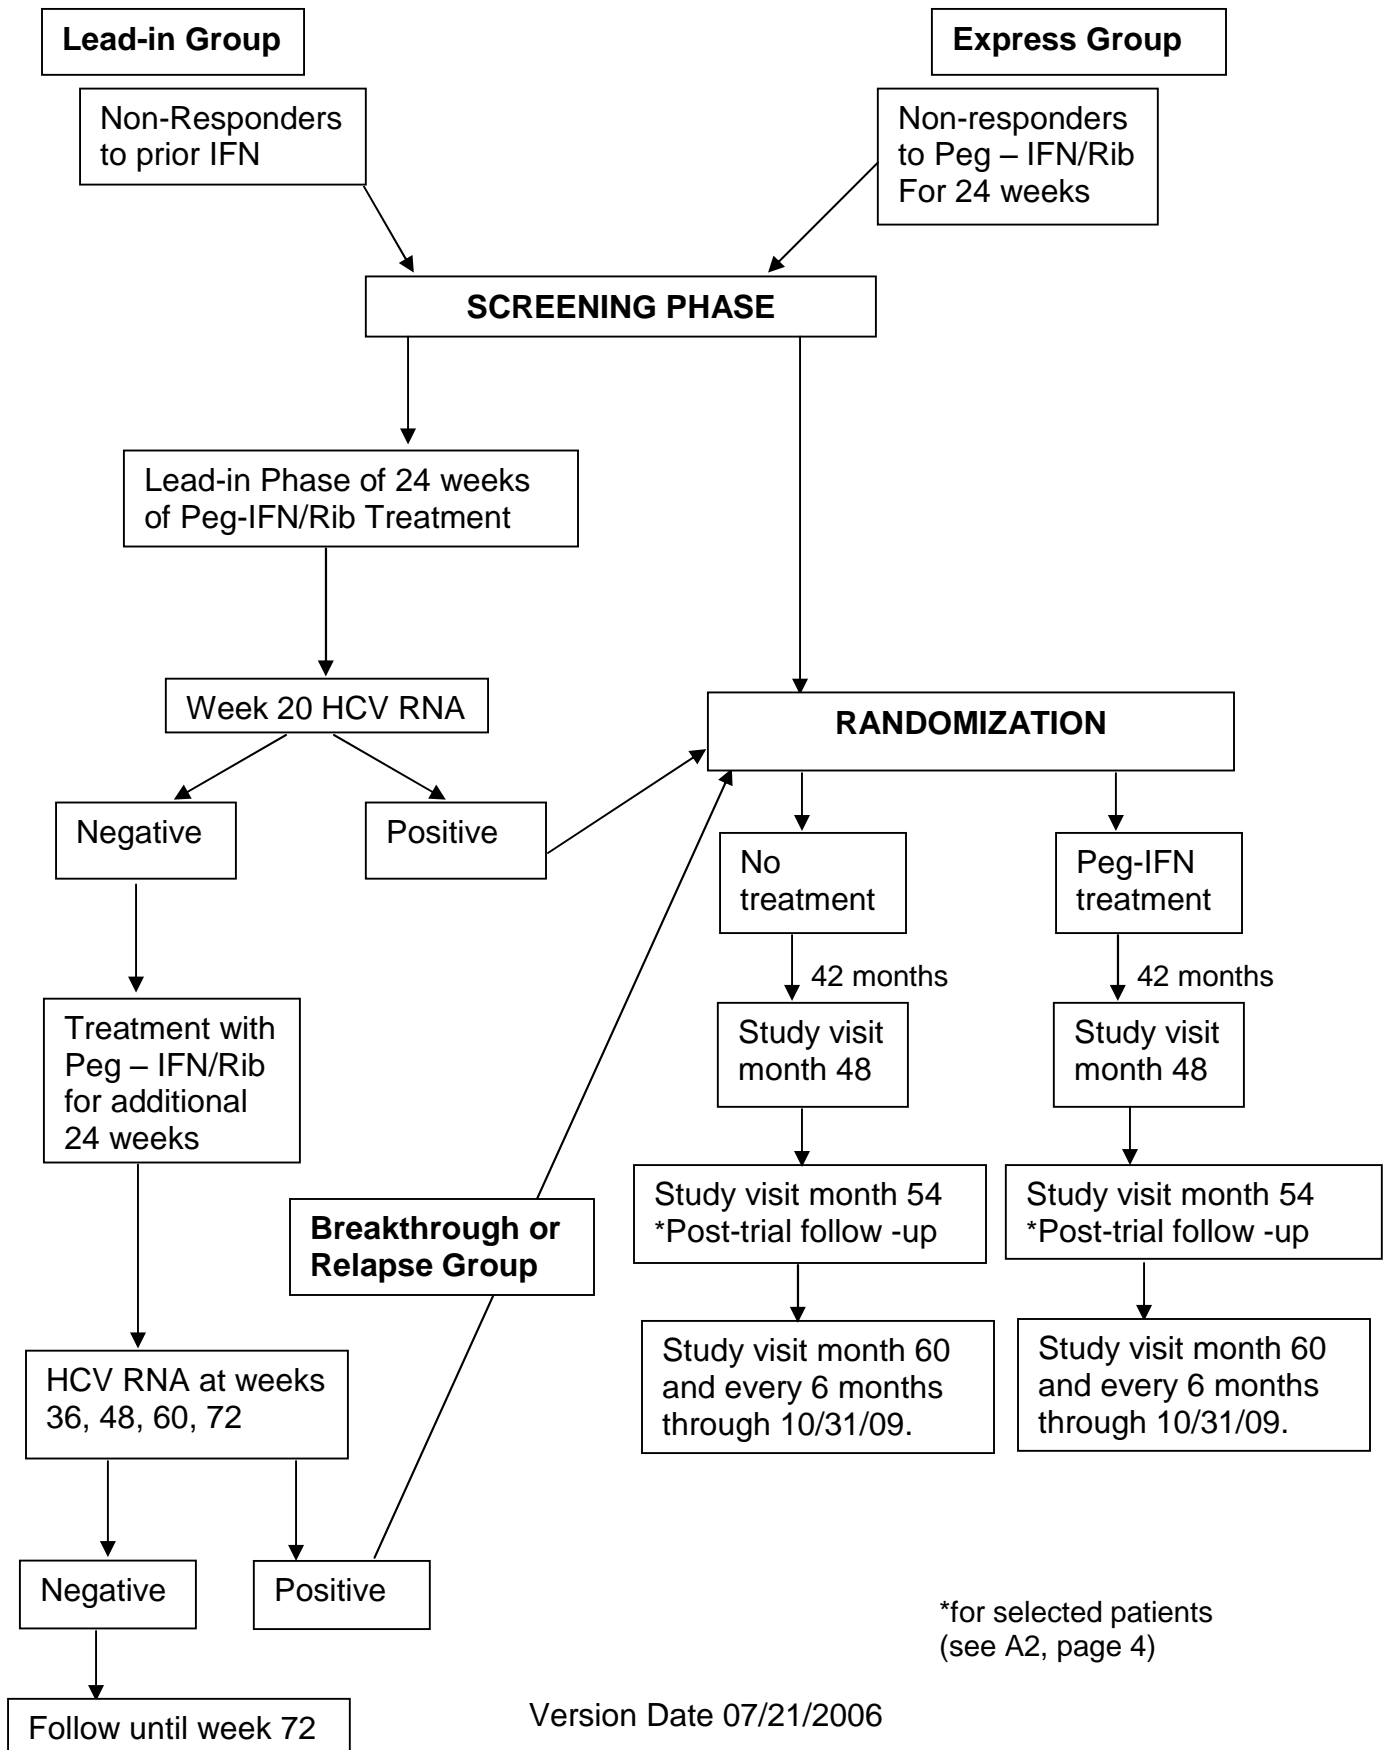 Lead-in Group
Express Group
Non-Responders
to prior IFN
Non-responders
to Peg – IFN/Rib
For 24 weeks
SCREENING PHASE
Lead-in Phase of 24 weeks
of Peg-IFN/Rib Treatment
Week 20 HCV RNA
RANDOMIZATION
Negative
Positive
No
treatment
Peg-IFN
treatment
42 months
42 months
Treatment with
Peg – IFN/Rib
for additional
24 weeks
Study visit
month 48
Study visit
month 48
Breakthrough or
Relapse Group
Study visit month 54
*Post-trial follow -up
Study visit month 54
*Post-trial follow -up
HCV RNA at weeks
36, 48, 60, 72
Study visit month 60
and every 6 months
through 10/31/09.
Study visit month 60
and every 6 months
through 10/31/09.
Negative
Positive
*for selected patients
(see A2, page 4)
Follow until week 72
Version Date 07/21/2006